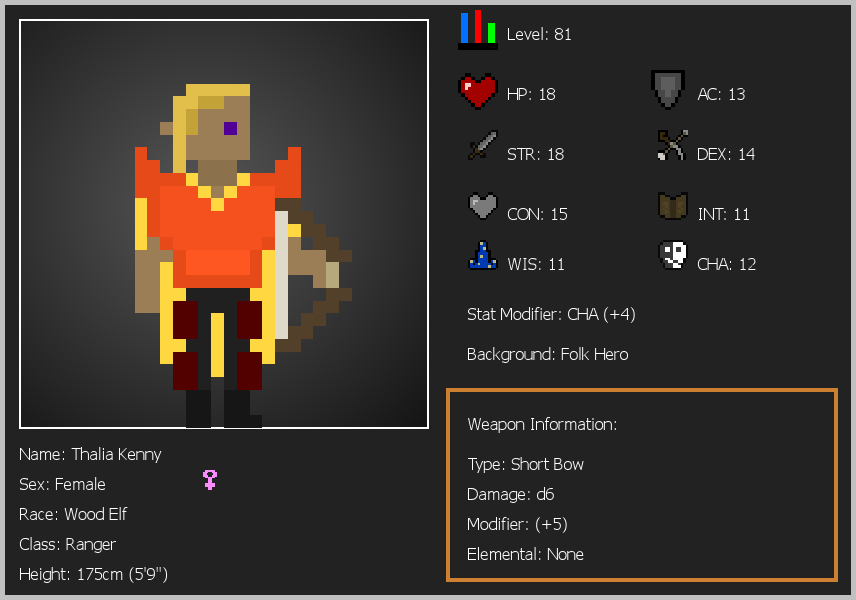 Level: 81
HP: 18
AC: 13
STR: 18
DEX: 14
CON: 15
INT: 11
WIS: 11
CHA: 12
Stat Modifier: CHA (+4)
Background: Folk Hero
Weapon Information:
Type: Short Bow
Damage: d6
Modifier: (+5)
Elemental: None
Name: Thalia Kenny
Sex: Female
Race: Wood Elf
Class: Ranger
Height: 175cm (5'9")